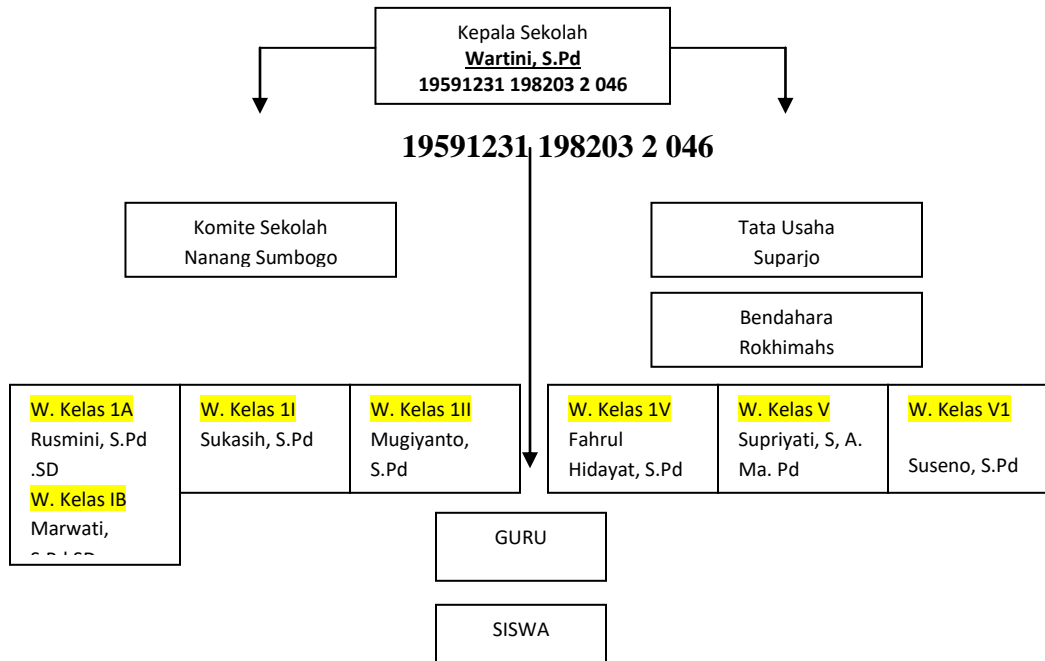 Kepala Sekolah
Wartini, S.Pd
19591231 198203 2 046
19591231 198203 2 046
Komite Sekolah
Nanang Sumbogo
Tata Usaha
Suparjo
Bendahara
Rokhimahs
W. Kelas 1A
Rusmini, S.Pd
.SD
W. Kelas IB
Marwati,
W. Kelas 1I
Sukasih, S.Pd
W. Kelas 1II
Mugiyanto,
S.Pd
W. Kelas 1V
Fahrul
Hidayat, S.Pd
W. Kelas V
Supriyati, S, A.
Ma. Pd
W. Kelas V1
Suseno, S.Pd
GURU
SISWA